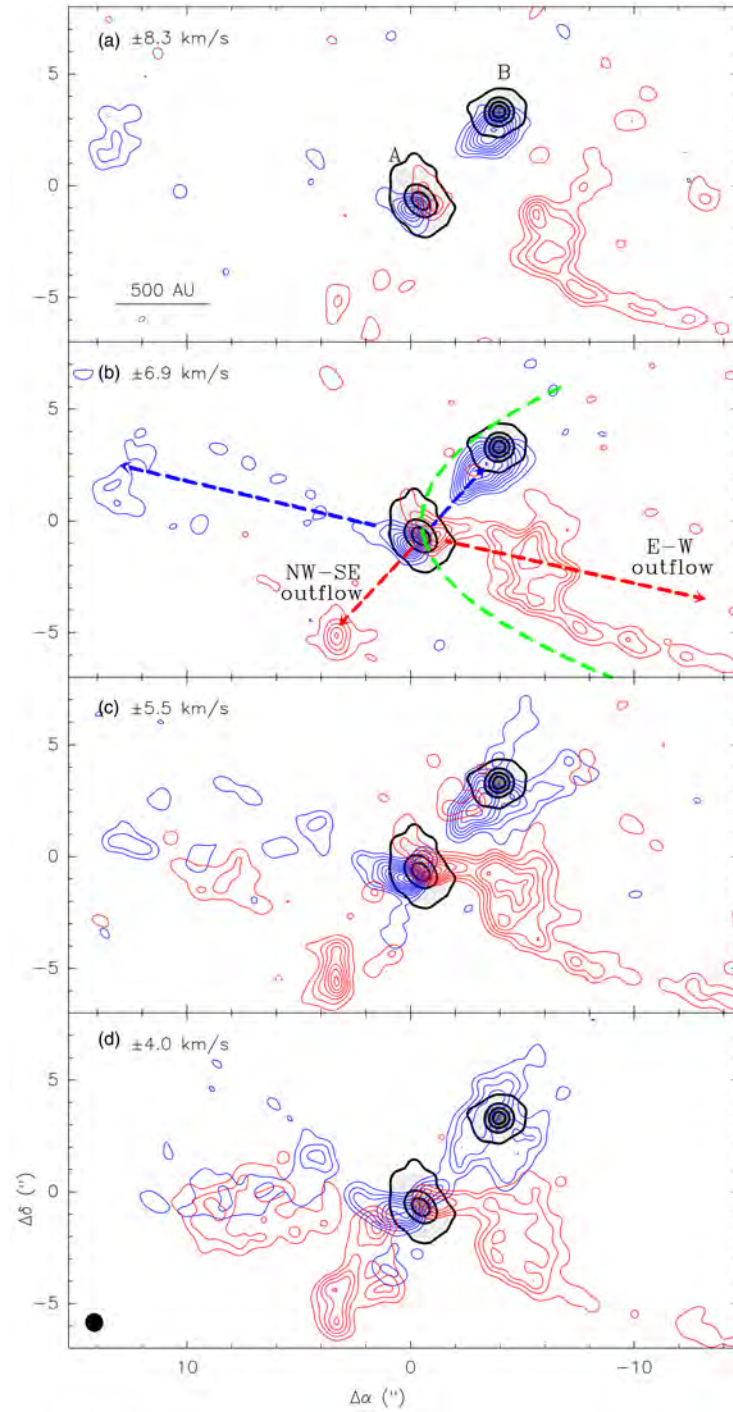 (a) ±8.3 km/s
B
A
5
0
500 AU
−5
(b) ±6.9 km/s
5
0
E−W
outflow
NW−SE
outflow
−5
(c) ±5.5 km/s
5
0
−5
(d) ±4.0 km/s
5
0
−5
Δδ (")
10 0 −10
Δα (")